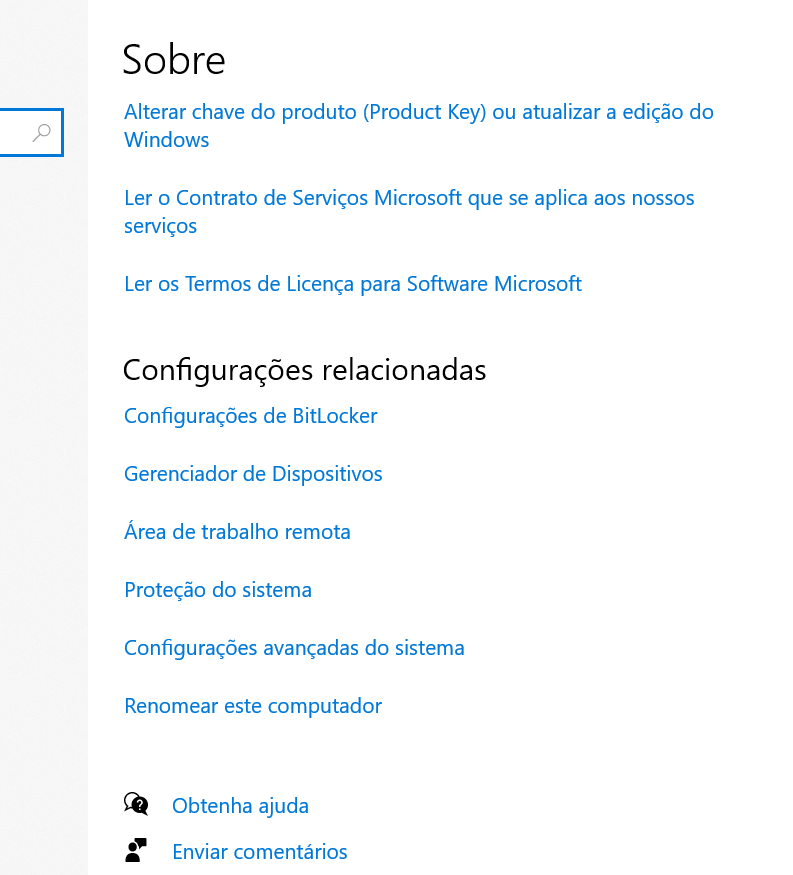 Sobre
Alterar chave do produto (Product Key) ou atualizar a edição do
Windows
Ler o Contrato de Serviços Microsoft que se aplica aos nossos
serviços
Ler os Termos de Licença para Software Microsoft
Configurações relacionadas
Configurações de BitLocker
Gerenciador de Dispositivos
Área de trabalho remota
Proteção do sistema
Configurações avançadas do sistema
Renomear este computador
Obtenha ajuda
Enviar comentários